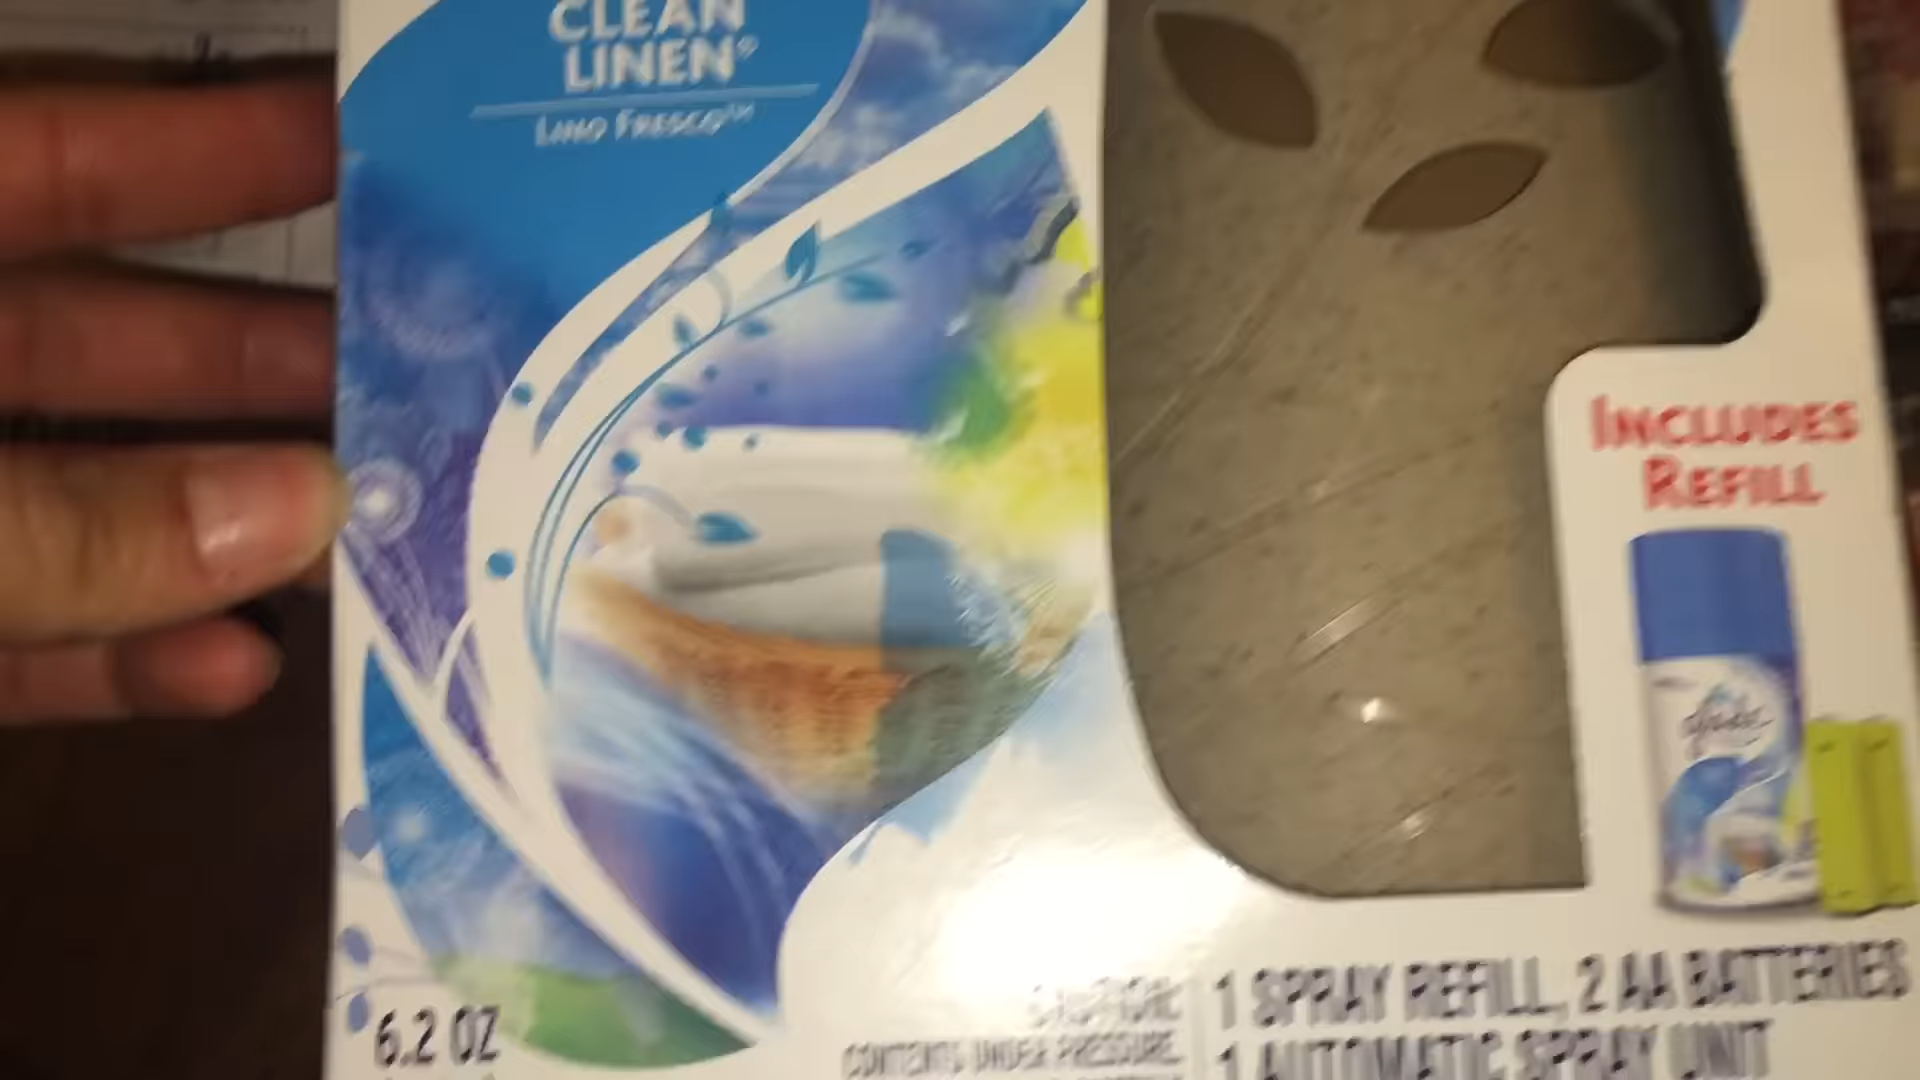 CLEAN
LINEN®
LINO FRESCO™
INCLUDES
REFILL
glade
6.2 OZ
CAUTION:
CONTENTS UNDER PRESSURE.
1 SPRAY REFILL, 2 AA BATTERIES
1 AUTOMATIC SPRAY UNIT